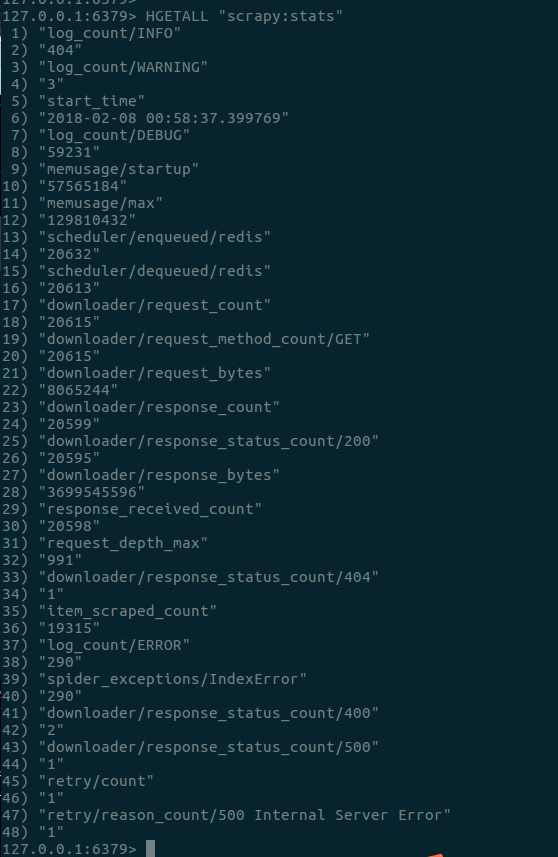 127.0.0.1:6379>
127.0.0.1:6379> HGETALL "scrapy:stats"
1) "log_count/INFO"
2) "404"
3) "log_count/WARNING"
4) "3"
5) "start_time"
6) "2018-02-08 00:58:37.399769"
7) "log_count/DEBUG"
8) "59231"
9) "memusage/startup"
10) "57565184"
11) "memusage/max"
12) "129810432"
13) "scheduler/enqueued/redis"
14) "20632"
15) "scheduler/dequeued/redis"
16) "20613"
17) "downloader/request_count"
18) "20615"
19) "downloader/request_method_count/GET"
20) "20615"
21) "downloader/request_bytes"
22) "8065244"
23) "downloader/response_count"
24) "20599"
25) "downloader/response_status_count/200"
26) "20595"
27) "downloader/response_bytes"
28) "3699545596"
29) "response_received_count"
30) "20598"
31) "request_depth_max"
32) "991"
33) "downloader/response_status_count/404"
34) "1"
35) "item_scraped_count"
36) "19315"
37) "log_count/ERROR"
38) "290"
39) "spider_exceptions/IndexError"
40) "290"
41) "downloader/response_status_count/400"
42) "2"
43) "downloader/response_status_count/500"
44) "1"
45) "retry/count"
46) "1"
47) "retry/reason_count/500 Internal Server Error"
48) "1"
127.0.0.1:6379>